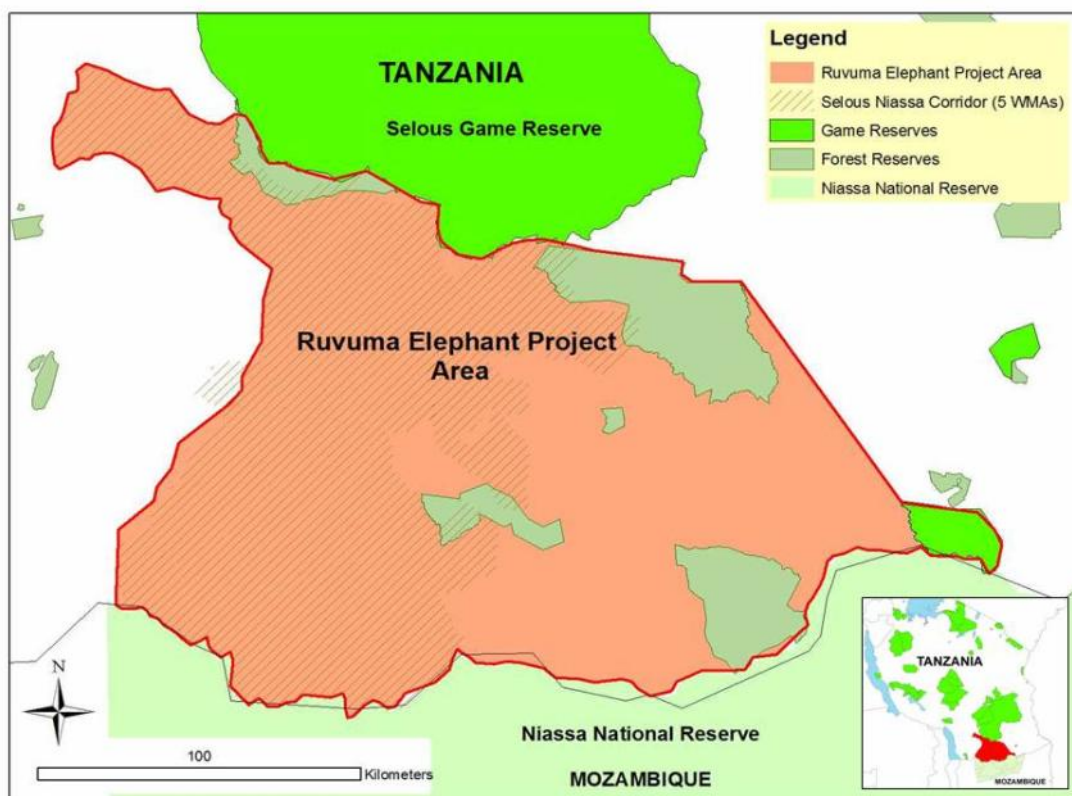 TANZANIA
Selous Game Reserve
Legend
Ruvuma Elephant Project Area
Selous Niassa Corridor (5 WMAs)
Game Reserves
Forest Reserves
Niassa National Reserve
Ruvuma Elephant Project
Area
N
100
Kilometers
Niassa National Reserve
MOZAMBIQUE
TANZANIA
MOZAMBIQUE